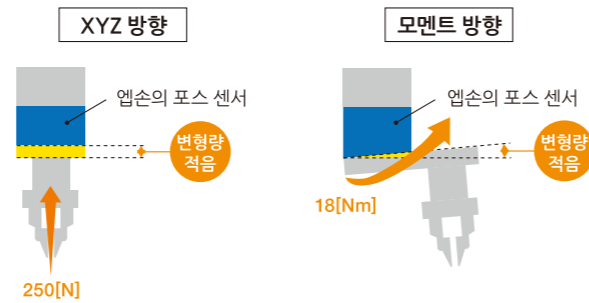 XYZ 방향
모멘트 방향
엡손의 포스 센서
엡손의 포스 센서
변형량
적음
변형량
적음
18[Nm]
250[N]